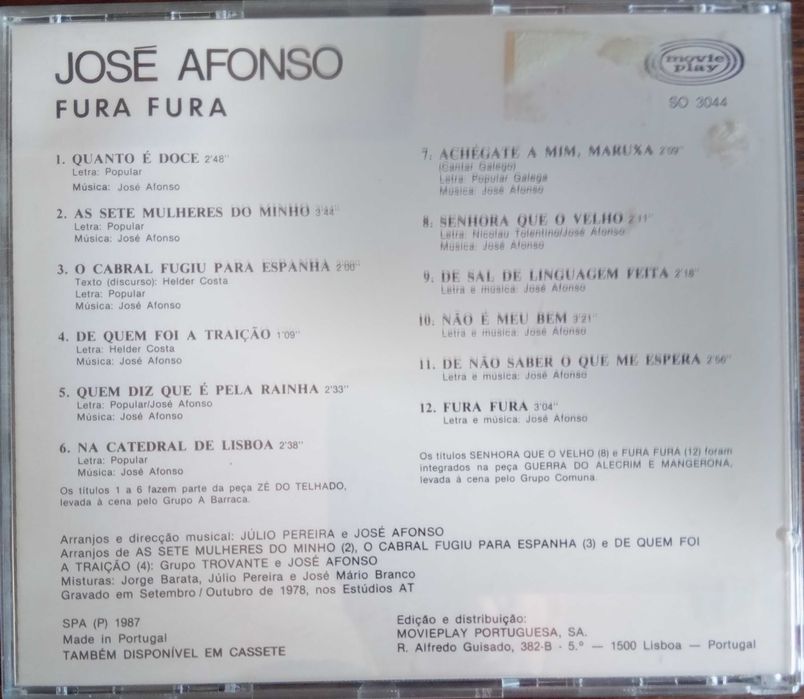 JOSÉ AFONSO
FURA FURA
movie
play
SO 3044
1. QUANTO É DOCE 2'48"
Letra: Popular
Música: José Afonso
2. AS SETE MULHERES DO MINHO 3'44"
Letra: Popular
Música: José Afonso
3. O CABRAL FUGIU PARA ESPANHA
Texto (discurso): Helder Costa
Letra: Popular
Música: José Afonso
4. DE QUEM FOI A TRAIÇÃO 1'09"
Letra: Helder Costa
Música: José Afonso
5. QUEM DIZ QUE É PELA RAINHA 2'33"
Letra: Popular/José Afonso
Música: José Afonso
6. NA CATEDRAL DE LISBOA 2'38"
Letra: Popular
Música: José Afonso
Os títulos 1 a 6 fazem parte da peça ZÉ DO TELHADO,
levada à cena pelo Grupo A Barraca.
7. ACHÉGATE A MIM, MARUXA 2'09"
(Cantar Galego)
Letra: Popular Galega
Música: José Afonso
8. SENHORA QUE O VELHO 2'11"
Letra: Nicolau Tolentino/José Afonso
Música: José Afonso
9. DE SAL DE LINGUAGEM FEITA 2'18"
Letra e música: José Afonso
10. NÃO É MEU BEM 3'21"
Letra e música: José Afonso
11. DE NÃO SABER O QUE ME ESPERA
Letra e música: José Afonso
12. FURA FURA 3'04"
Letra e música: José Afonso
Os títulos SENHORA QUE O VELHO (8) e FURA FURA (12) foram
integrados na peça GUERRA DO ALECRIM E MANGERONA,
levada à cena pelo Grupo Comuna.
Arranjos e direcção musical: JÚLIO PEREIRA e JOSÉ AFONSO
Arranjos de AS SETE MULHERES DO MINHO (2), O CABRAL FUGIU PARA ESPANHA (3) e DE QUEM FOI
A TRAIÇÃO (4): Grupo TROVANTE e JOSÉ AFONSO
Misturas: Jorge Barata, Júlio Pereira e José Mário Branco
Gravado em Setembro/Outubro de 1978, nos Estúdios AT
SPA (P) 1987
Made in Portugal
TAMBÉM DISPONÍVEL EM CASSETE
Edição e distribuição:
MOVIEPLAY PORTUGUESA, SA.
R. Alfredo Guisado, 382-B - 5.º — 1500 Lisboa — Portugal